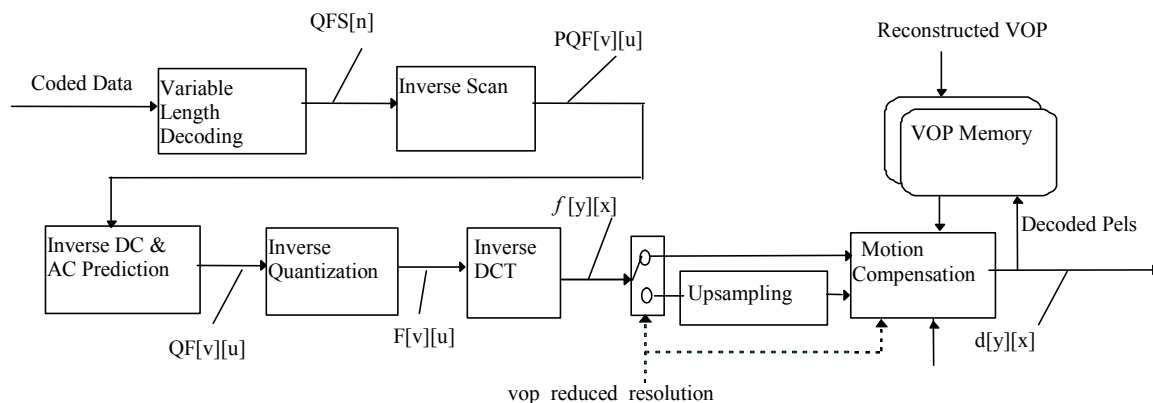 QFS[n]
PQF[v][u]
Reconstructed VOP
Coded Data
Variable
Length
Decoding
Inverse Scan
VOP Memory
f[y][x]
Decoded Pels
Inverse DC &
AC Prediction
Inverse
Quantization
Inverse
DCT
Motion
Compensation
Upsampling
QF[v][u]
F[v][u]
d[y][x]
vop reduced resolution